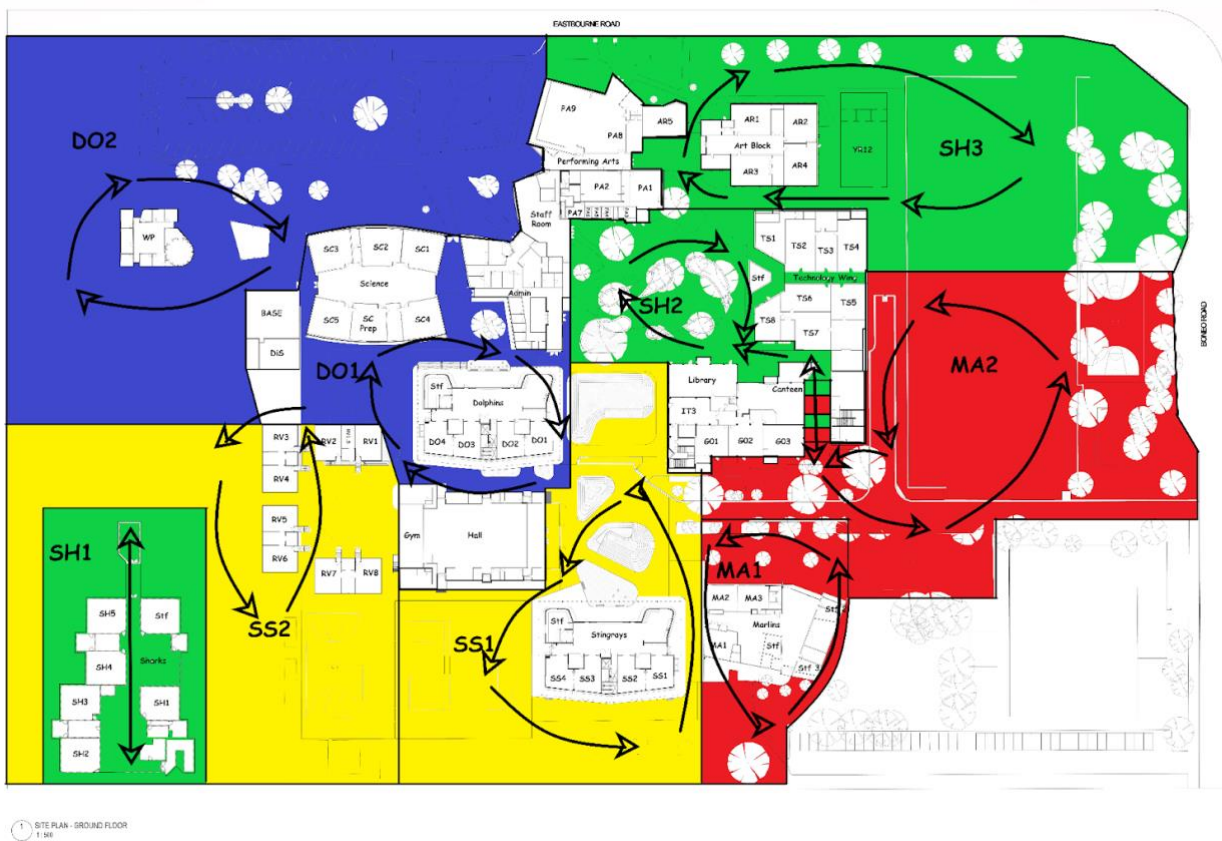 EASTBOURNE ROAD
DO2
PA9
PA8
AR5
AR1
AR2
Art Block
AR3
AR4
YR12
SH3
Performing Arts
PA2
PA1
PA7
Staff
Room
WP
SC3
SC2
SC1
Science
SC5
SC
Prep
SC4
Admin
BASE
DiS
TS1
TS2
TS3
TS4
Stf
Technology Wing
TS6
TS5
TS8
TS7
SH2
BONEO ROAD
MA2
DO1
Stf
Dolphins
DO4
DO3
DO2
DO1
Library
Canteen
IT3
GO1
GO2
GO3
RV3
RV2
RV1
RV4
RV5
RV6
RV7
RV8
Gym
Hall
SH1
SH5
Stf
Sharks
SH4
SH3
SH1
SH2
SS2
SS1
Stf
Stingrays
SS4
SS3
SS2
SS1
MA1
MA2
MA3
Marlins
MA1
Stf
Stf 3
1
SITE PLAN - GROUND FLOOR
1 : 500